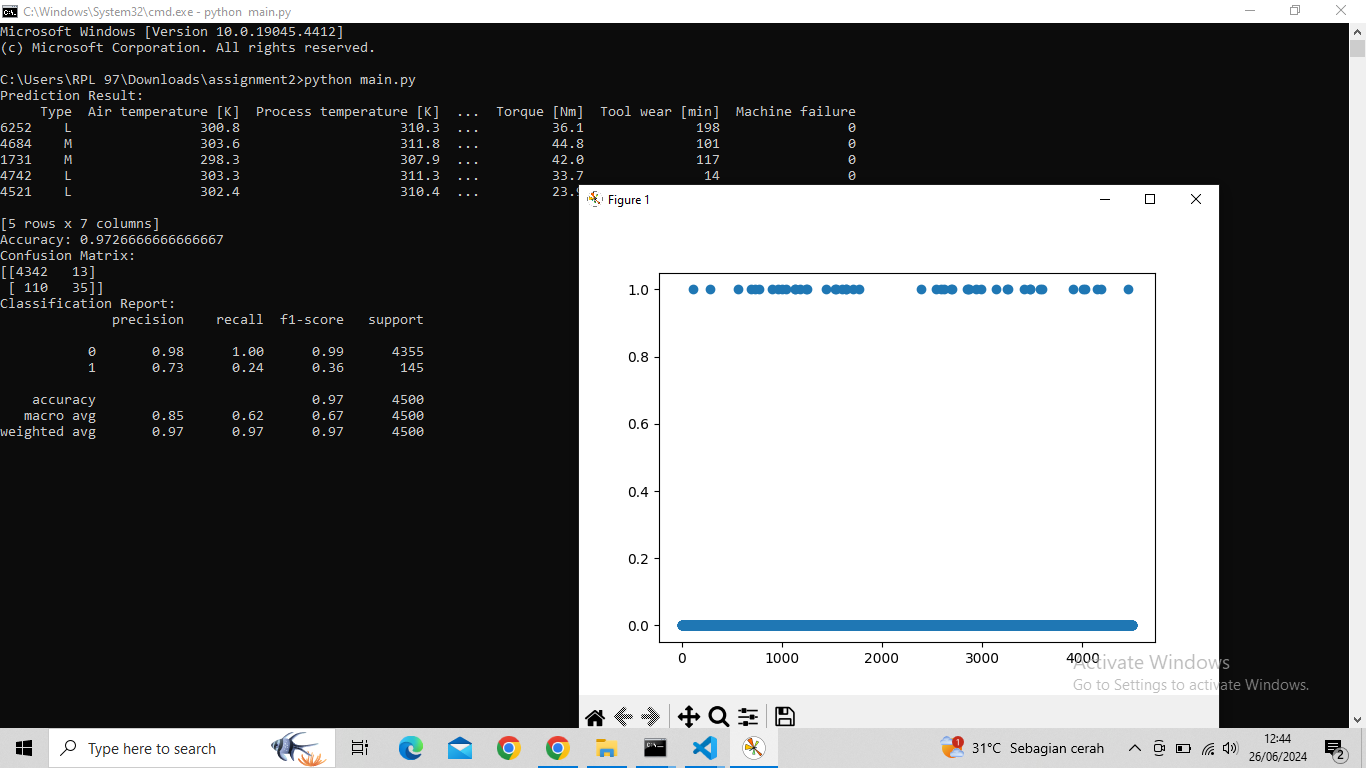 C:\Windows\System32\cmd.exe - python main.py
Microsoft Windows [Version 10.0.19045.4412]
(c) Microsoft Corporation. All rights reserved.
C:\Users\RPL 97\Downloads\assignment2>python main.py
Prediction Result:
Type Air temperature [K] Process temperature [K] ... Torque [Nm] Tool wear [min] Machine failure
6252 L 300.8 310.3 ... 36.1 198 0
4684 M 303.6 311.8 ... 44.8 101 0
1731 M 298.3 307.9 ... 42.0 117 0
4742 L 303.3 311.3 ... 33.7 14 0
4521 L 302.4 310.4 ... 23.
[5 rows x 7 columns]
Accuracy: 0.9726666666666667
Confusion Matrix:
[[4342 13]
[ 110 35]]
Classification Report:
precision recall f1-score support
0 0.98 1.00 0.99 4355
1 0.73 0.24 0.36 145
accuracy 0.97 4500
macro avg 0.85 0.62 0.67 4500
weighted avg 0.97 0.97 0.97 4500
Figure 1
1.0
0.8
0.6
0.4
0.2
0.0
0 1000 2000 3000 4000
Activate Windows
Go to Settings to activate Windows.
Type here to search
1
31°C Sebagian cerah
12:44
26/06/2024
2